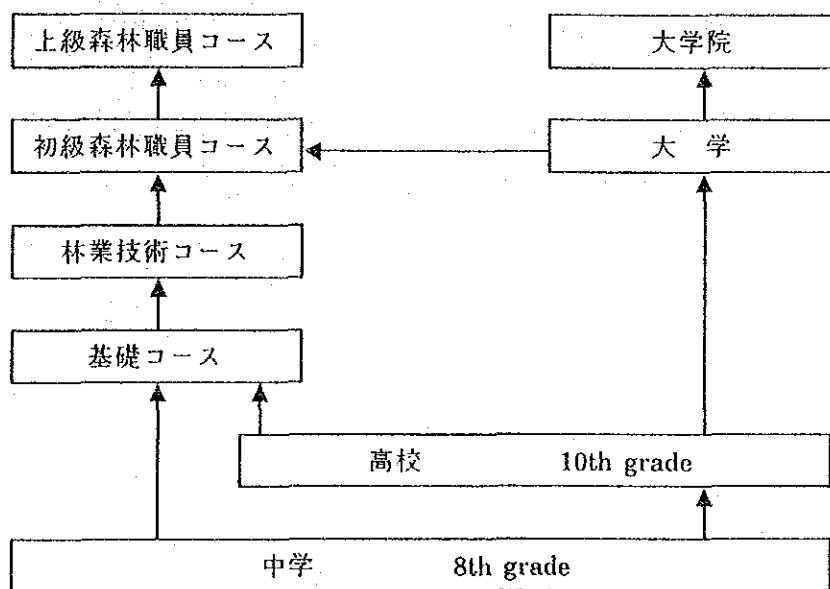 上級森林職員コース
大学院
初級森林職員コース
大 学
林業技術コース
基礎コース
高校 10th grade
中学 8th grade